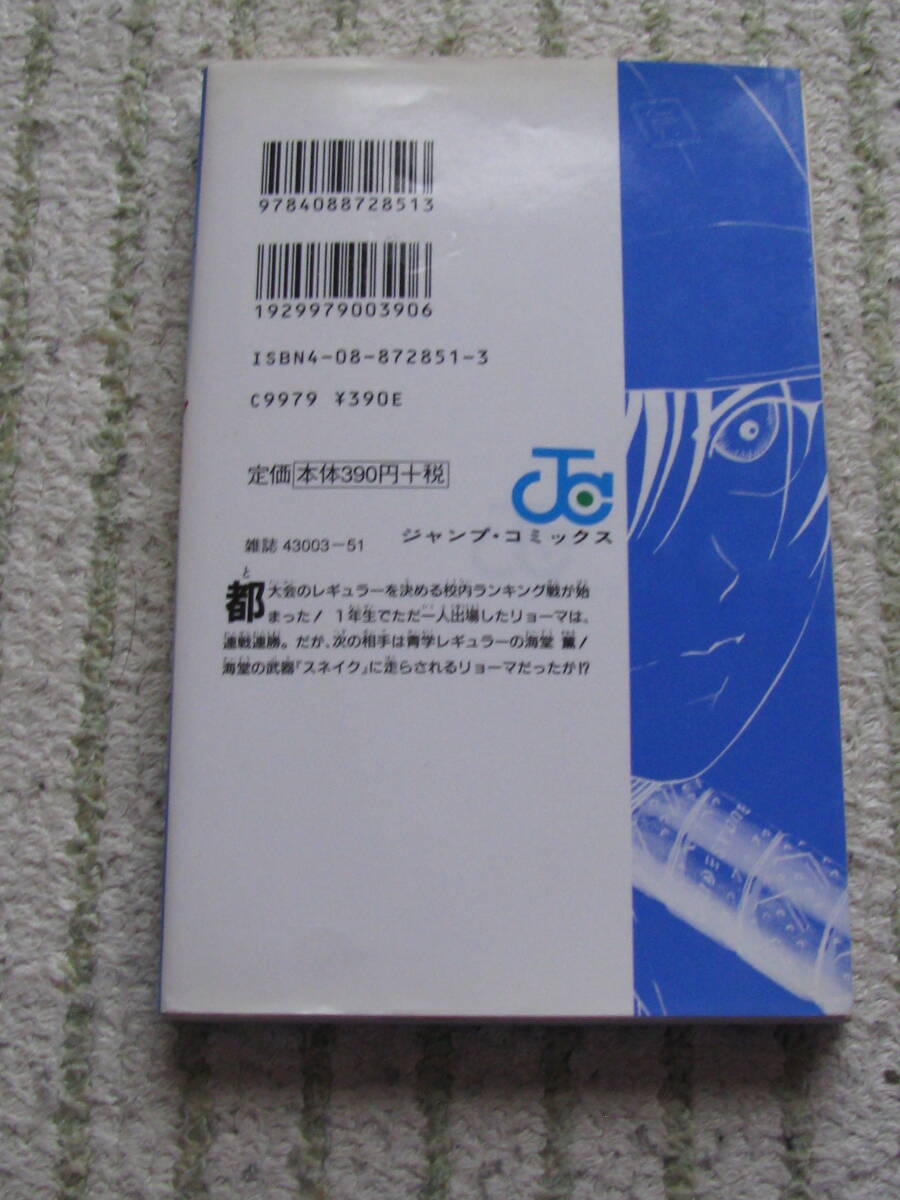 9784088728513
1929979003906
ISBN4-08-872851-3
C9979 ¥390E
定価 本体390円+税
JC
ジャンプ・コミックス
雑誌 43003-51
都大会のレギュラーを決める校内ランキング戦が始
まった! 1年生でただ一人出場したリョーマは、
連戦連勝。だが、次の相手は青学レギュラーの海堂 薫!
海堂の武器『スネイク』に走らされるリョーマだったが!?